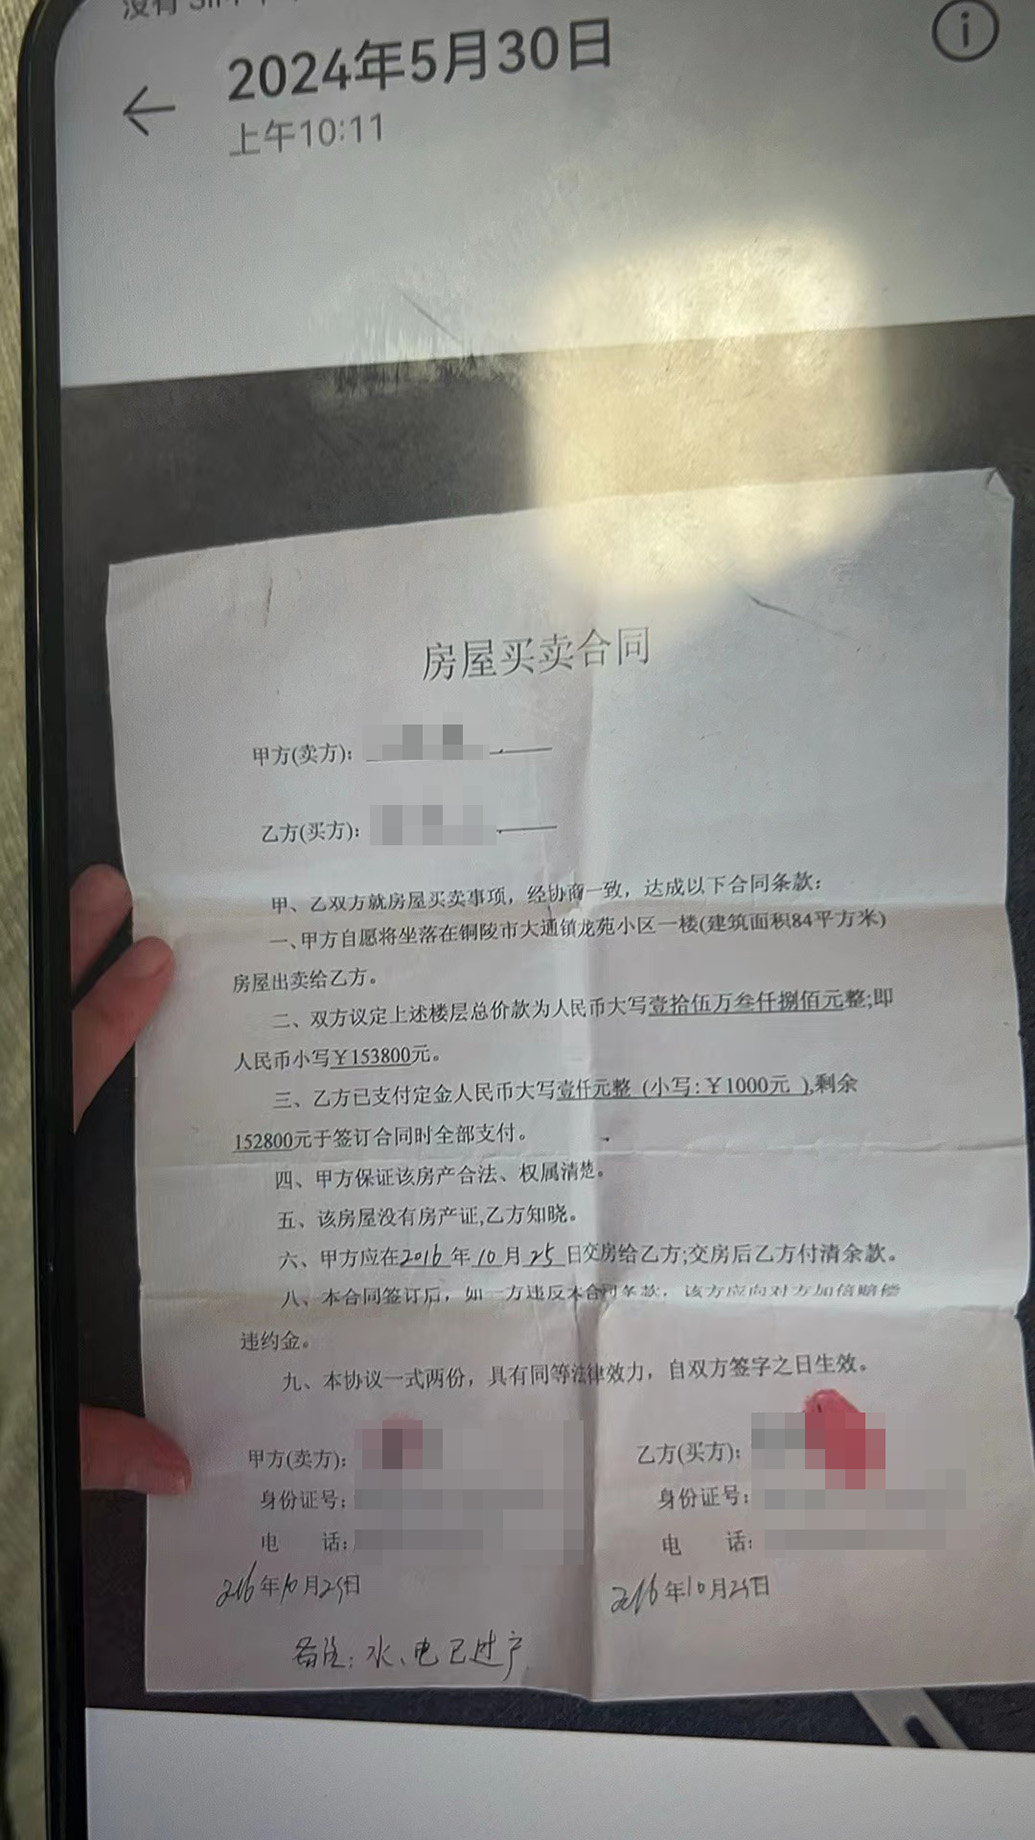 没有 SIM
2024年5月30日
上午10:11
房屋买卖合同
甲方(卖方):
乙方(买方):
甲、乙双方就房屋买卖事项，经协商一致，达成以下合同条款：
一、甲方自愿将坐落在铜陵市大通镇龙苑小区一楼(建筑面积84平方米)
房屋出卖给乙方。
二、双方议定上述楼层总价款为人民币大写壹拾伍万叁仟捌佰元整;即
人民币小写￥153800元。
三、乙方已支付定金人民币大写壹仟元整 (小写:￥1000元 ),剩余
152800元于签订合同时全部支付。
四、甲方保证该房产合法、权属清楚。
五、该房屋没有房产证,乙方知晓。
六、甲方应在2016年10月25日交房给乙方;交房后乙方付清余款。
八、本合同签订后，如一方违反本合同条款，该方应向对方加倍赔偿
违约金。
九、本协议一式两份，具有同等法律效力，自双方签字之日生效。
甲方(卖方): 乙方(买方):
身份证号: 身份证号:
电 话: 电 话:
2016年10月25日 2016年10月25日
备注：水、电已过户